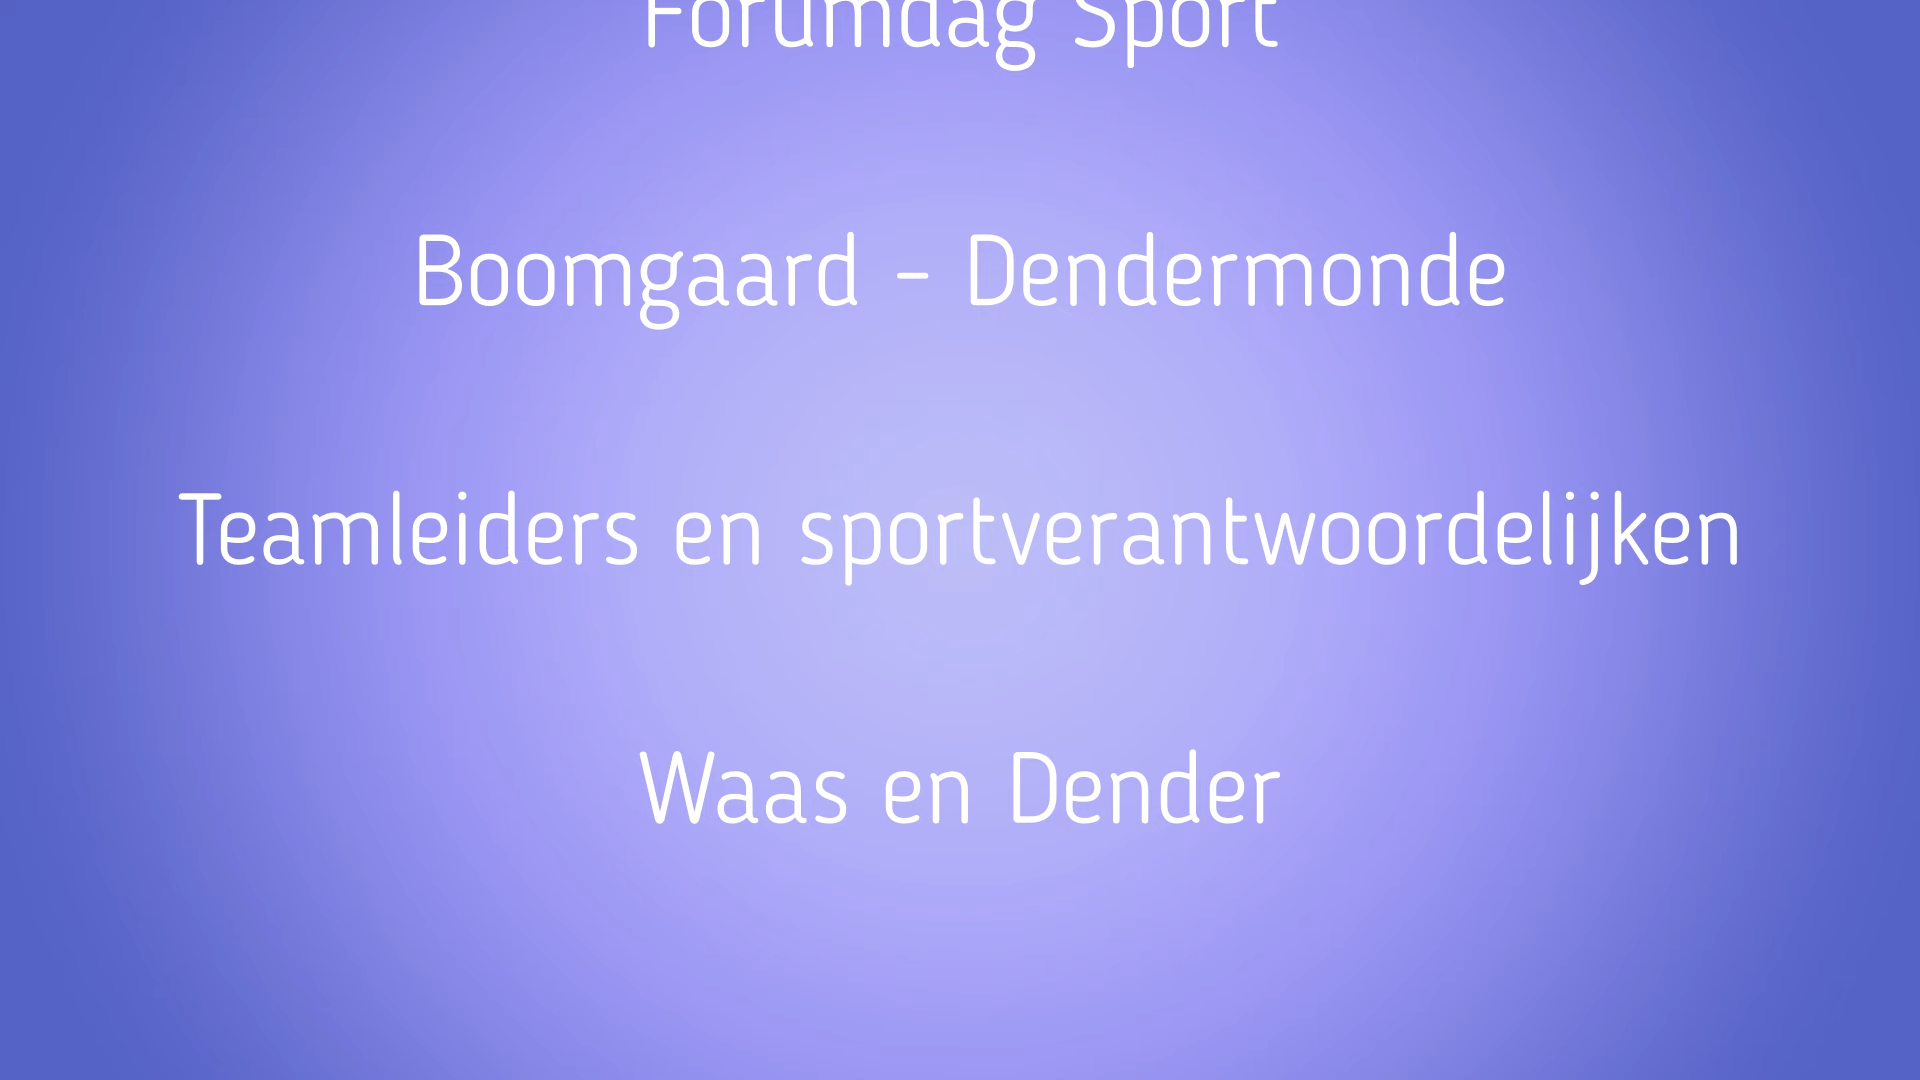 Forumdag Sport
Boomgaard - Dendermonde
Teamleiders en sportverantwoordelijken
Waas en Dender